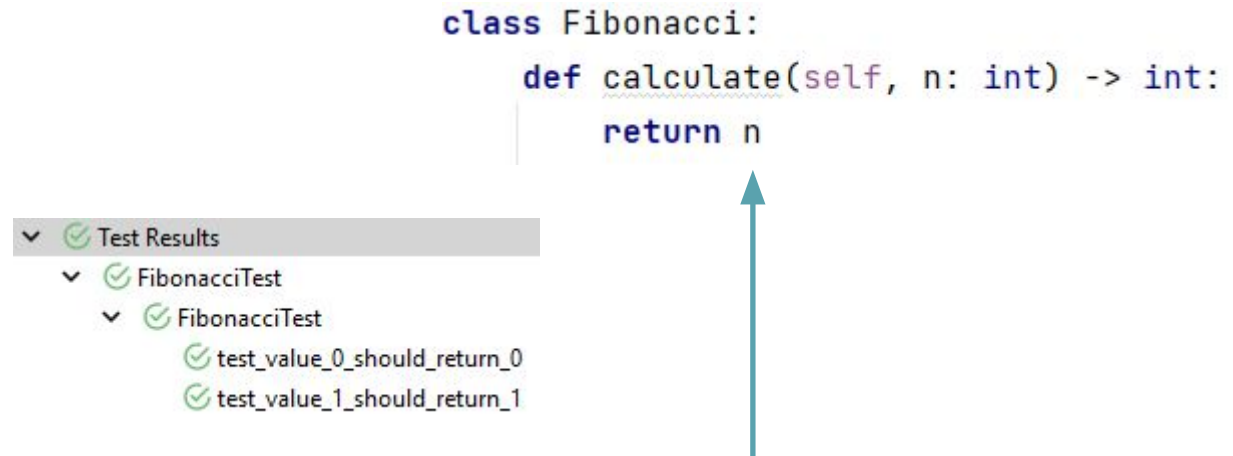 class Fibonacci:
def calculate(self, n: int) -> int:
return n
Test Results
FibonacciTest
FibonacciTest
test_value_0_should_return_0
test_value_1_should_return_1